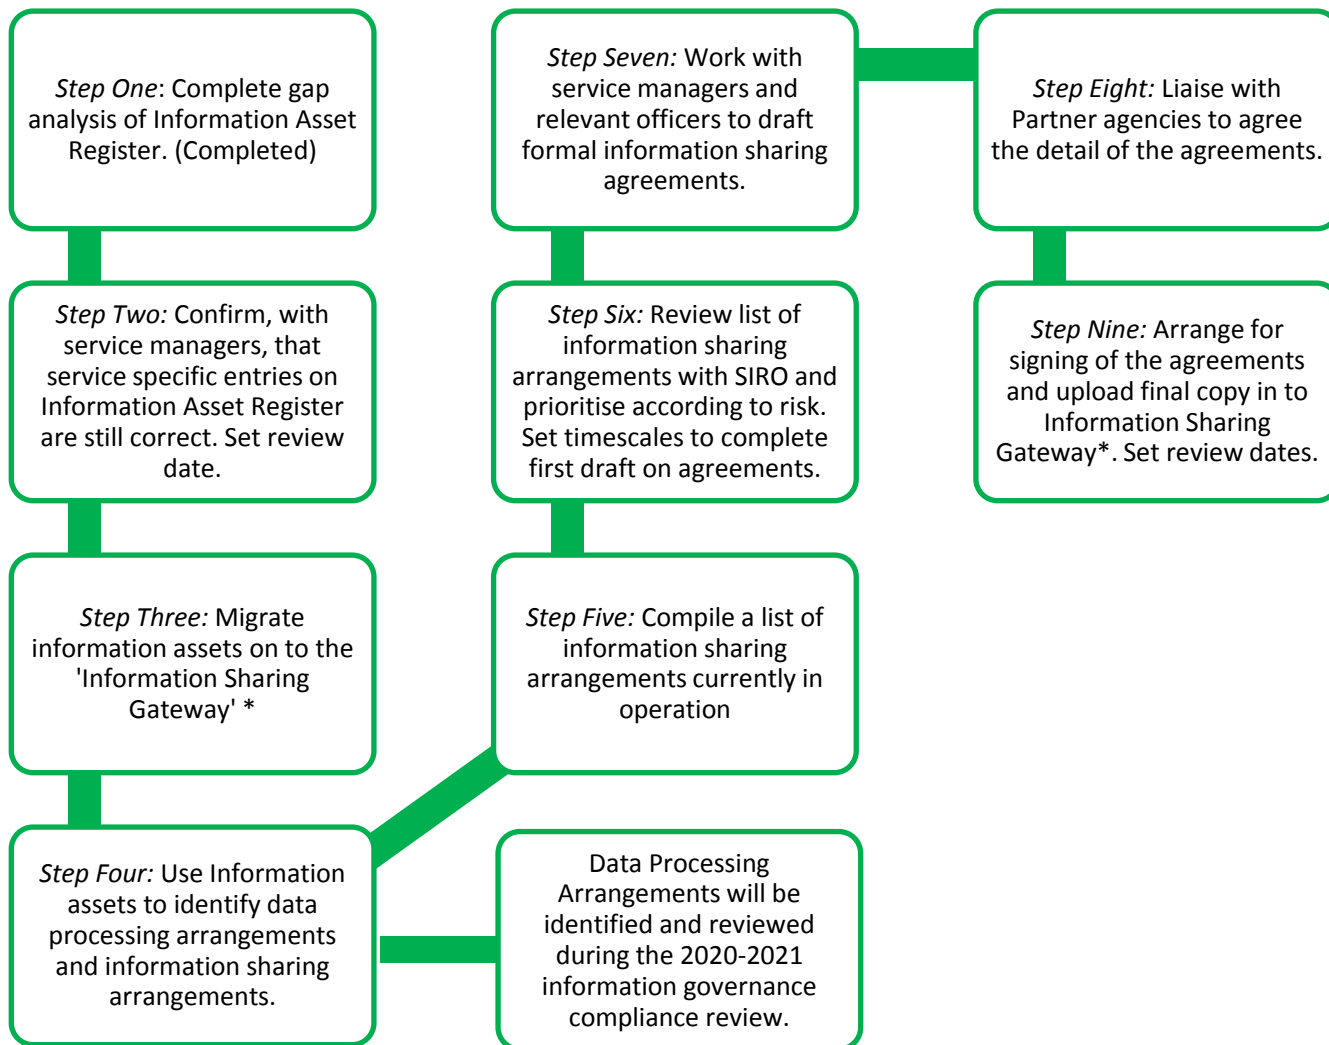 Step One: Complete gap
analysis of Information Asset
Register. (Completed)
Step Two: Confirm, with
service managers, that
service specific entries on
Information Asset Register
are still correct. Set review
date.
Step Three: Migrate
information assets on to the
'Information Sharing
Gateway' *
Step Four: Use Information
assets to identify data
processing arrangements
and information sharing
arrangements.
Data Processing
Arrangements will be
identified and reviewed
during the 2020-2021
information governance
compliance review.
Step Five: Compile a list of
information sharing
arrangements currently in
operation
Step Six: Review list of
information sharing
arrangements with SIRO and
prioritise according to risk.
Set timescales to complete
first draft on agreements.
Step Seven: Work with
service managers and
relevant officers to draft
formal information sharing
agreements.
Step Eight: Liaise with
Partner agencies to agree
the detail of the agreements.
Step Nine: Arrange for
signing of the agreements
and upload final copy in to
Information Sharing
Gateway*. Set review dates.